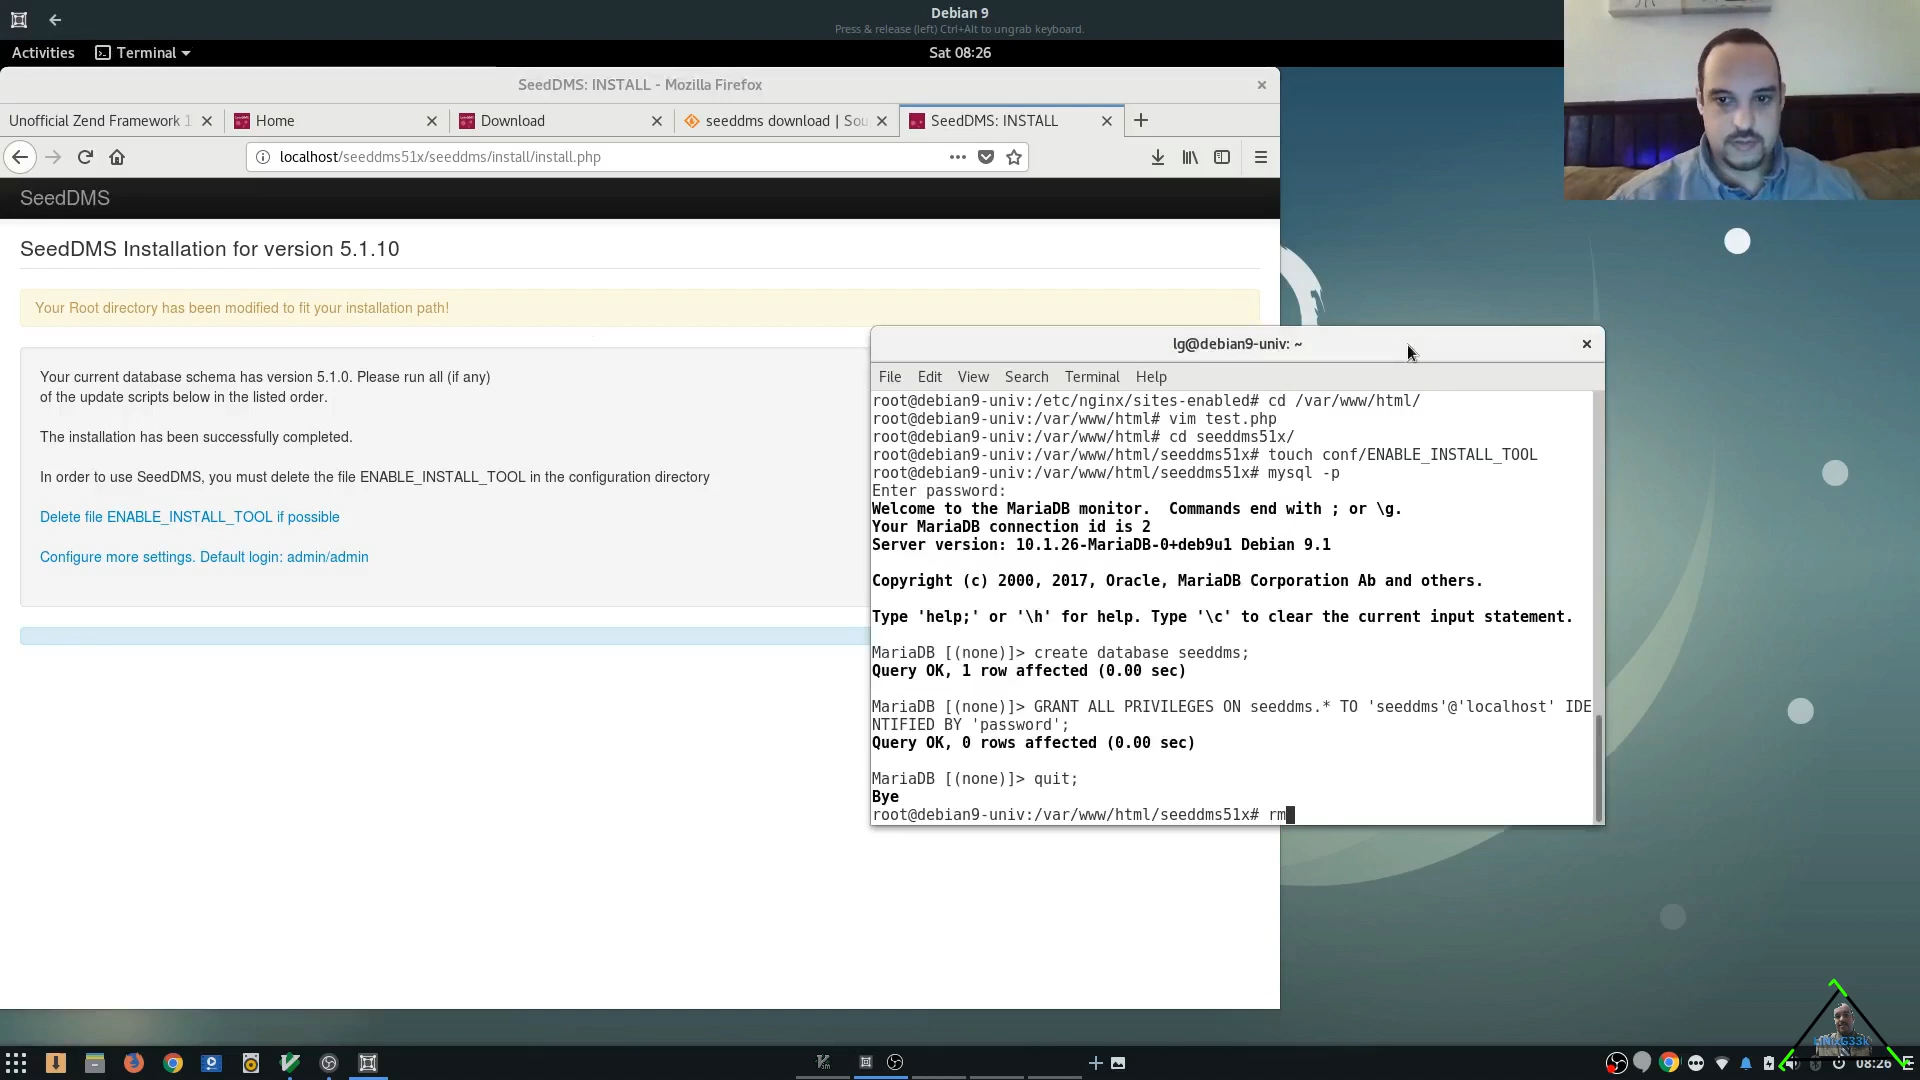 Debian 9
Press & release (left) Ctrl+Alt to ungrab keyboard.
Activities
Terminal
Sat 08:26
SeedDMS: INSTALL - Mozilla Firefox
Unofficial Zend Framework 1
Home
Download
seeddms download | Sou
SeedDMS: INSTALL
localhost/seeddms51x/seeddms/install/install.php
SeedDMS
SeedDMS Installation for version 5.1.10
Your Root directory has been modified to fit your installation path!
Your current database schema has version 5.1.0. Please run all (if any)
of the update scripts below in the listed order.
The installation has been successfully completed.
In order to use SeedDMS, you must delete the file ENABLE_INSTALL_TOOL in the configuration directory
Delete file ENABLE_INSTALL_TOOL if possible
Configure more settings. Default login: admin/admin
lg@debian9-univ: ~
File Edit View Search Terminal Help
root@debian9-univ:/etc/nginx/sites-enabled# cd /var/www/html/
root@debian9-univ:/var/www/html# vim test.php
root@debian9-univ:/var/www/html# cd seeddms51x/
root@debian9-univ:/var/www/html/seeddms51x# touch conf/ENABLE_INSTALL_TOOL
root@debian9-univ:/var/www/html/seeddms51x# mysql -p
Enter password:
Welcome to the MariaDB monitor.  Commands end with ; or \g.
Your MariaDB connection id is 2
Server version: 10.1.26-MariaDB-0+deb9u1 Debian 9.1
Copyright (c) 2000, 2017, Oracle, MariaDB Corporation Ab and others.
Type 'help;' or '\h' for help. Type '\c' to clear the current input statement.
MariaDB [(none)]> create database seeddms;
Query OK, 1 row affected (0.00 sec)
MariaDB [(none)]> GRANT ALL PRIVILEGES ON seeddms.* TO 'seeddms'@'localhost' IDE
NTIFIED BY 'password';
Query OK, 0 rows affected (0.00 sec)
MariaDB [(none)]> quit;
Bye
root@debian9-univ:/var/www/html/seeddms51x# rm
08:26